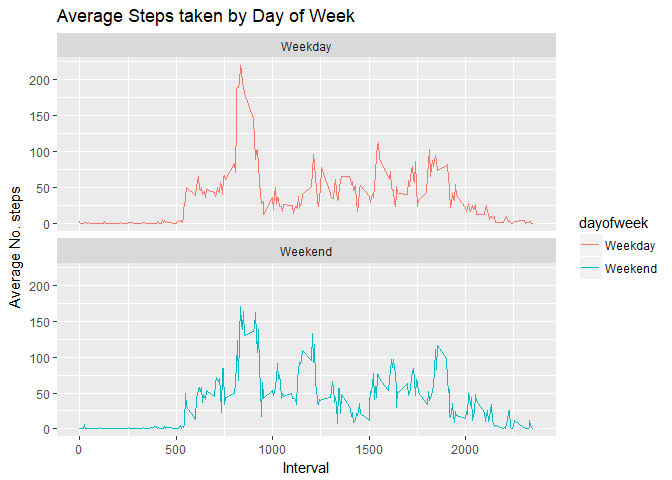 Average Steps taken by Day of Week
Weekday
200
150
100
50
0
Weekend
200
150
100
50
0
0 500 1000 1500 2000
Interval
Average No. steps
dayofweek
Weekday
Weekend